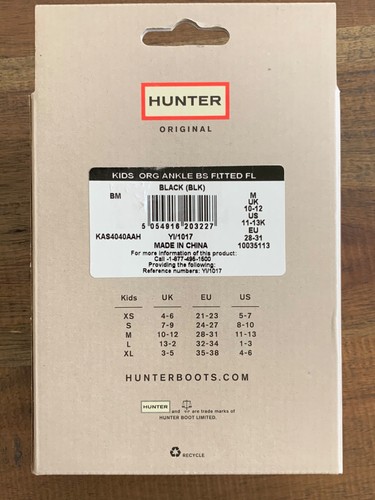 HUNTER
ORIGINAL
KIDS ORG ANKLE BS FITTED FL
BLACK (BLK)
BM
5 054916 203227
KAS4040AAH
YI/1017
MADE IN CHINA
For more information of this product:
Call -1-877-496-1500
Providing the following:
Reference numbers: YI/1017
M
UK
10-12
US
11-13K
EU
28-31
10035113
Kids UK EU US
XS 4-6 21-23 5-7
S 7-9 24-27 8-10
M 10-12 28-31 11-13
L 13-2 32-34 1-3
XL 3-5 35-38 4-6
HUNTERBOOTS.COM
HUNTER and are trade marks of
HUNTER BOOT LIMITED.
RECYCLE